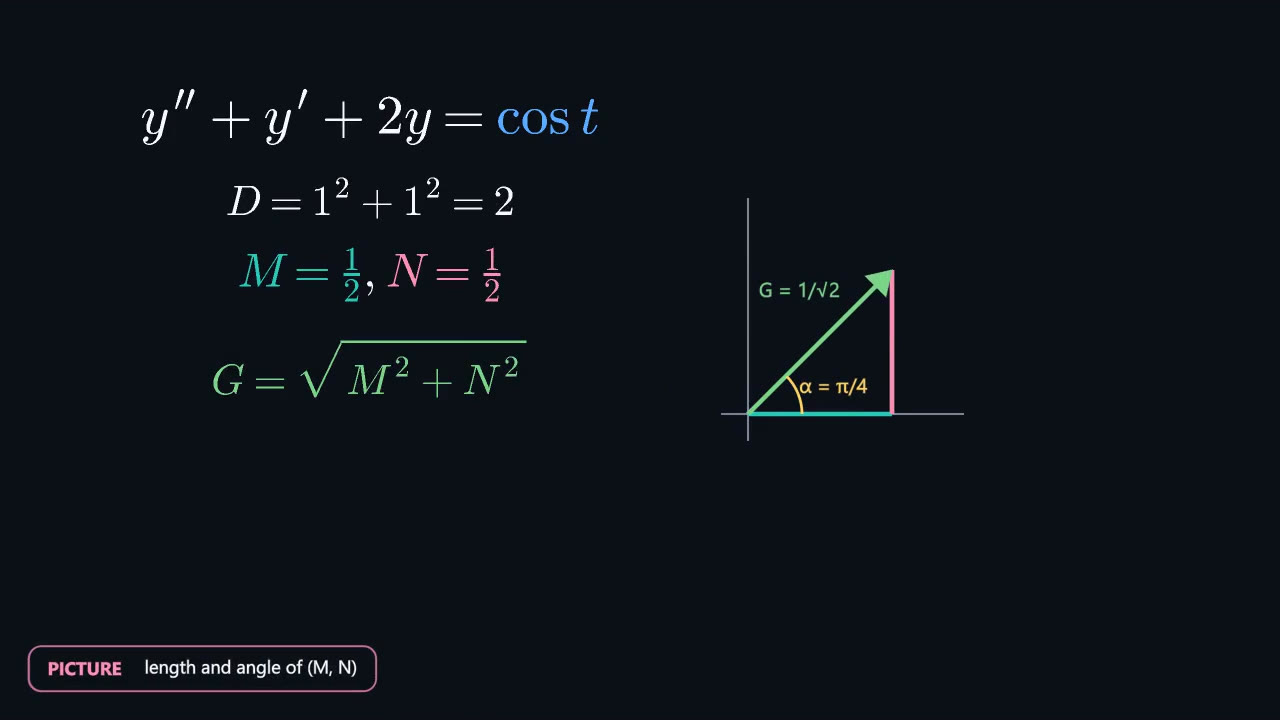 y'' + y' + 2y = cos t
D = 1² + 1² = 2
M = 1/2, N = 1/2
G = √(M² + N²)
G = 1/√2
α = π/4
PICTURE length and angle of (M, N)